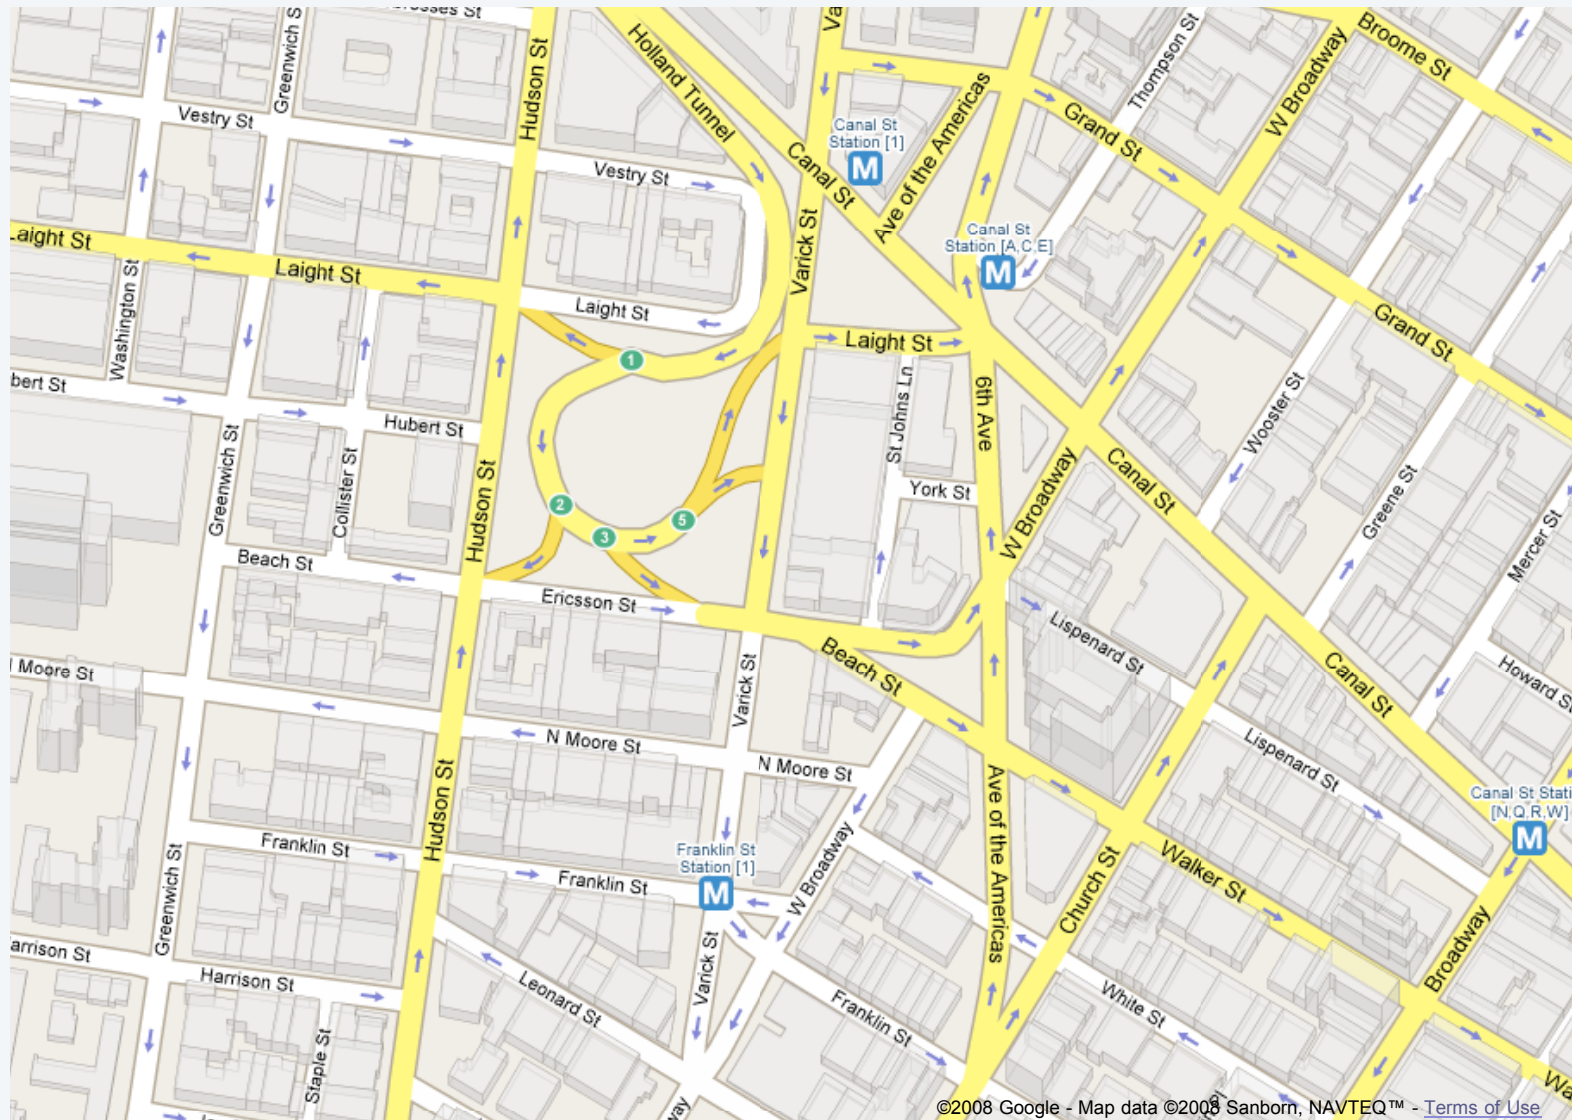 Greenwich S
Hudson St
Holland Tunnel
Va
Thompson St
W Broadway
Broome St
Vestry St
Vestry St
Canal St
Station [1]
M
Ave of the Americas
Grand St
Canal St
Canal St
Station [A,C,E]
M
Laight St
Laight St
Washington St
Laight St
Varick St
Laight St
Grand St
1
bert St
Hubert St
St Johns Ln
6th Ave
Wooster St
Greenwich St
Collister St
Hudson St
York St
W Broadway
Canal St
Greene St
Mercer St
2
3
5
Beach St
Ericsson St
Beach St
Lispenard St
Canal St
Howard St
Moore St
N Moore St
Varick St
N Moore St
Lispenard St
Hudson St
Ave of the Americas
Canal St Stati
[N,Q,R,W]
M
Franklin St
Franklin St
Franklin St
Station [1]
M
W Broadway
Church St
Walker St
Greenwich St
arrison St
Harrison St
Staple St
Leonard St
Varick St
Franklin St
White St
Broadway
way
Wa
©2008 Google - Map data ©2008 Sanborn, NAVTEQ™ - Terms of Use